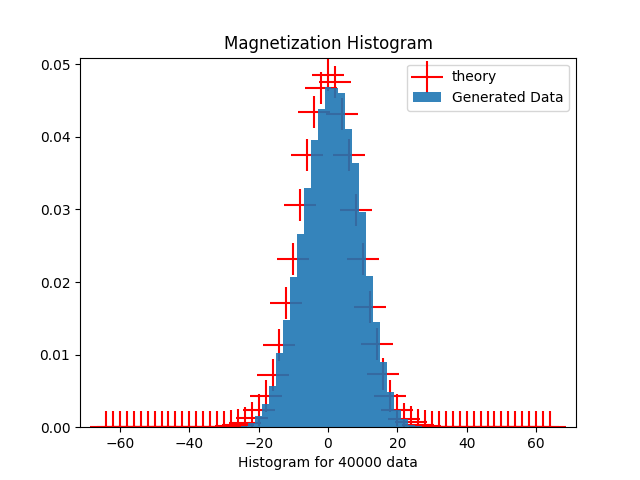 Magnetization Histogram
theory
Generated Data
0.05
0.04
0.03
0.02
0.01
0.00
−60 −40 −20 0 20 40 60
Histogram for 40000 data